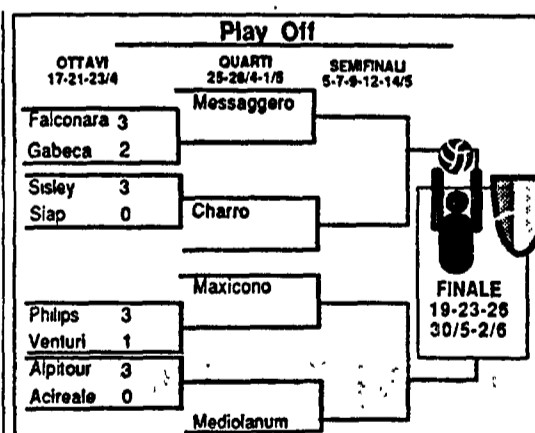 Play Off
OTTAVI
17-21-23/4
QUARTI
25-28/4-1/5
SEMIFINALI
5-7-9-12-14/5
Messaggero
Falconara 3
Gabeca 2
Sisley 3
Siap 0
Charro
Maxicono
Philips 3
Venturi 1
Alpitour 3
Acireale 0
Mediolanum
FINALE
19-23-26
30/5-2/6